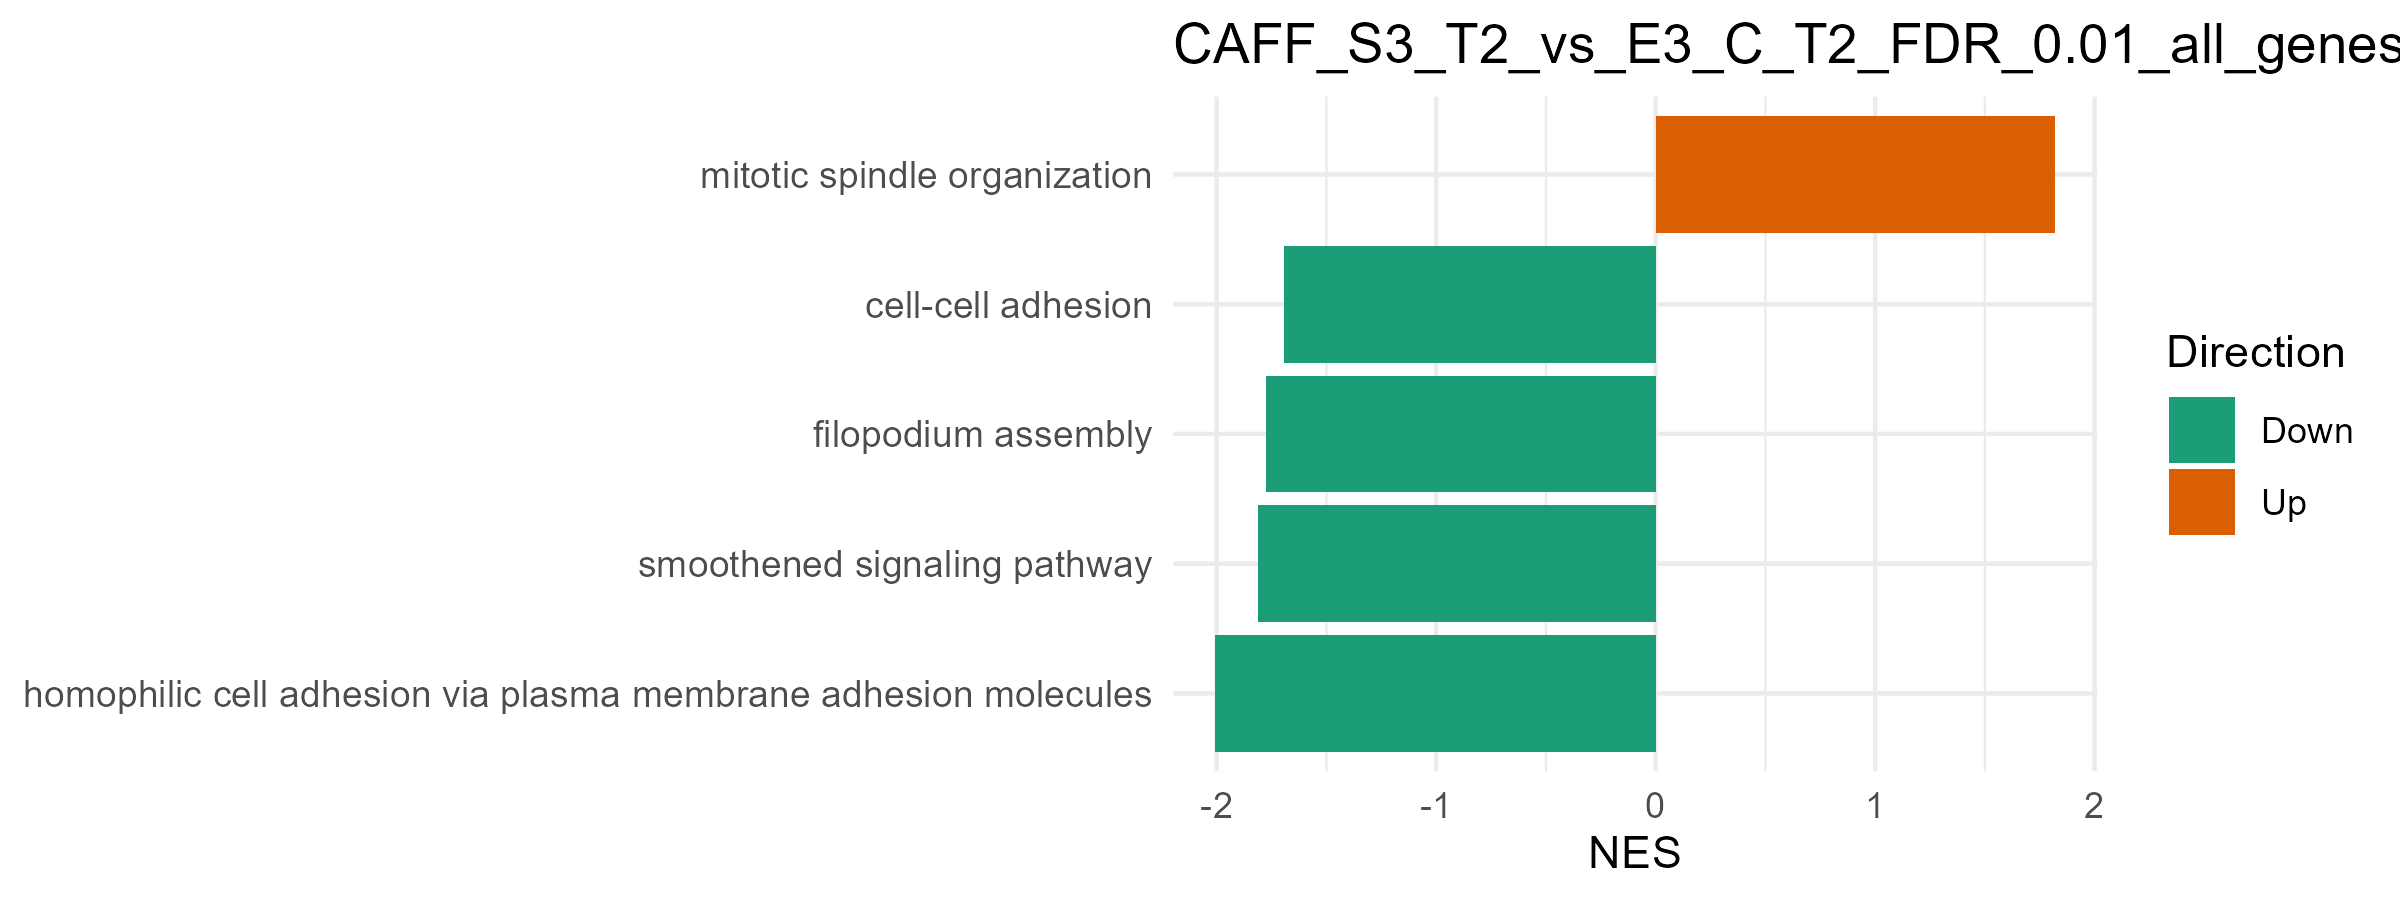 CAFF_S3_T2_vs_E3_C_T2_FDR_0.01_all_genes
mitotic spindle organization
cell-cell adhesion
filopodium assembly
smoothened signaling pathway
homophilic cell adhesion via plasma membrane adhesion molecules
-2 -1 0 1 2
NES
Direction
Down
Up